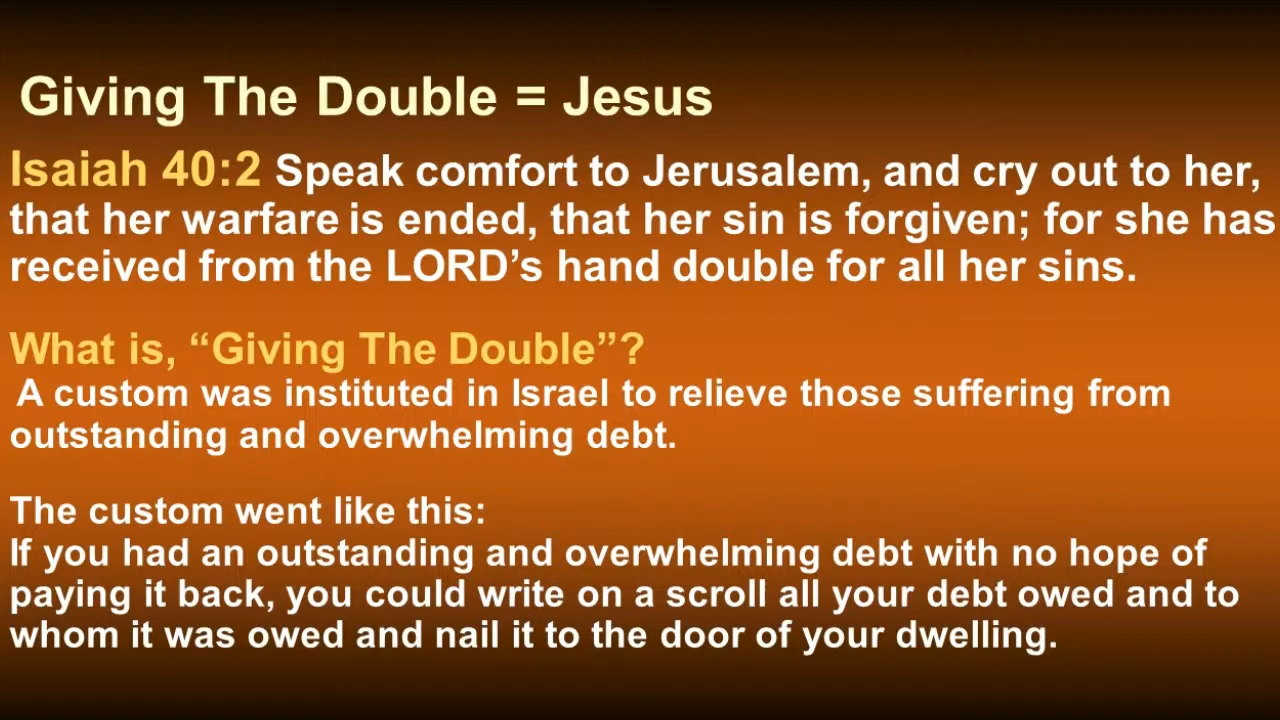 Giving The Double = Jesus
Isaiah 40:2 Speak comfort to Jerusalem, and cry out to her,
that her warfare is ended, that her sin is forgiven; for she has
received from the LORD’s hand double for all her sins.
What is, “Giving The Double”?
A custom was instituted in Israel to relieve those suffering from
outstanding and overwhelming debt.
The custom went like this:
If you had an outstanding and overwhelming debt with no hope of
paying it back, you could write on a scroll all your debt owed and to
whom it was owed and nail it to the door of your dwelling.